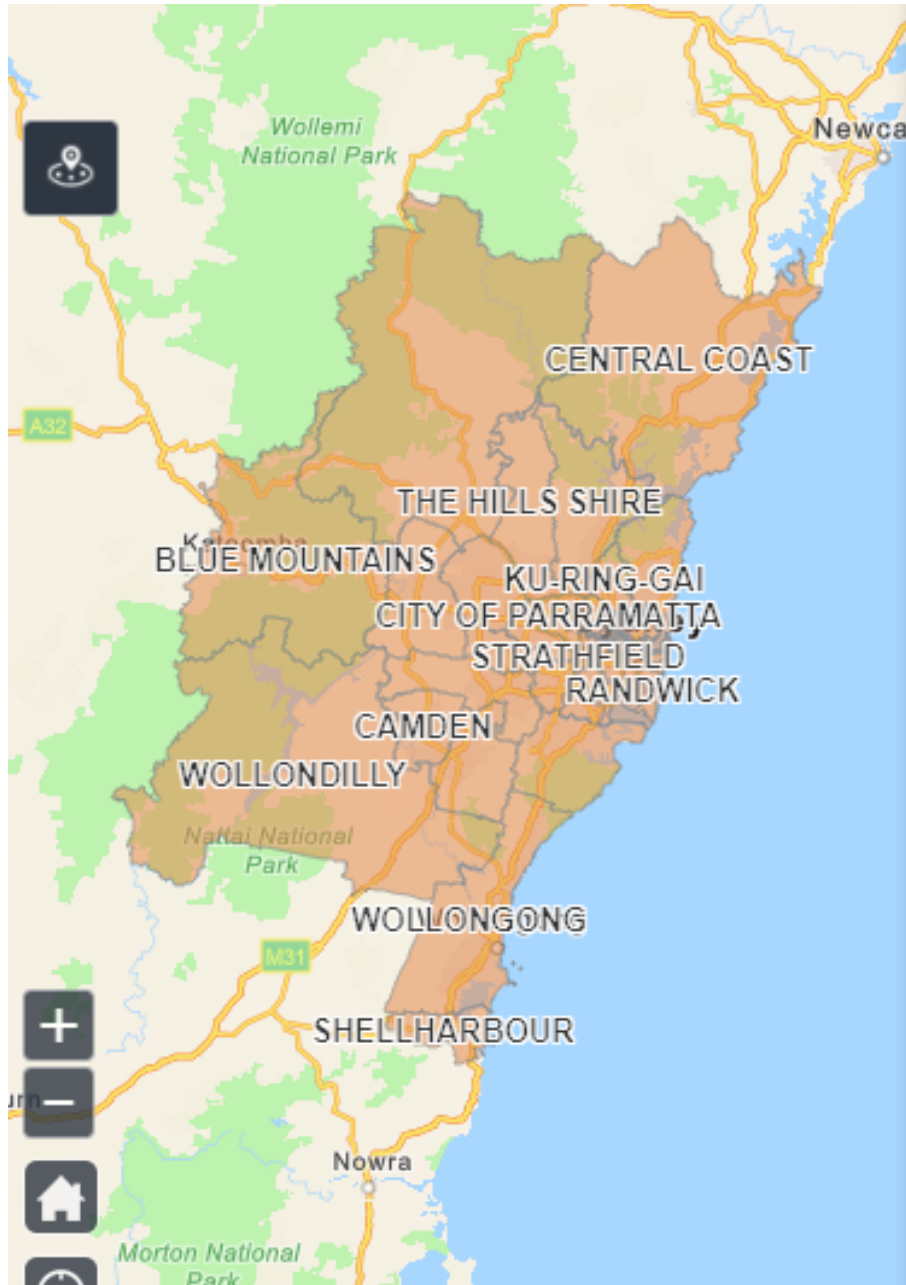 Wollemi
National Park
Newca
CENTRAL COAST
A32
THE HILLS SHIRE
BLUE MOUNTAINS
KU-RING-GAI
CITY OF PARRAMATTA
STRATHFIELD
RANDWICK
CAMDEN
WOLLONDILLY
Nattai National
Park
WOLLONGONG
M31
+
SHELLHARBOUR
−
urn
Nowra
Morton National
Park